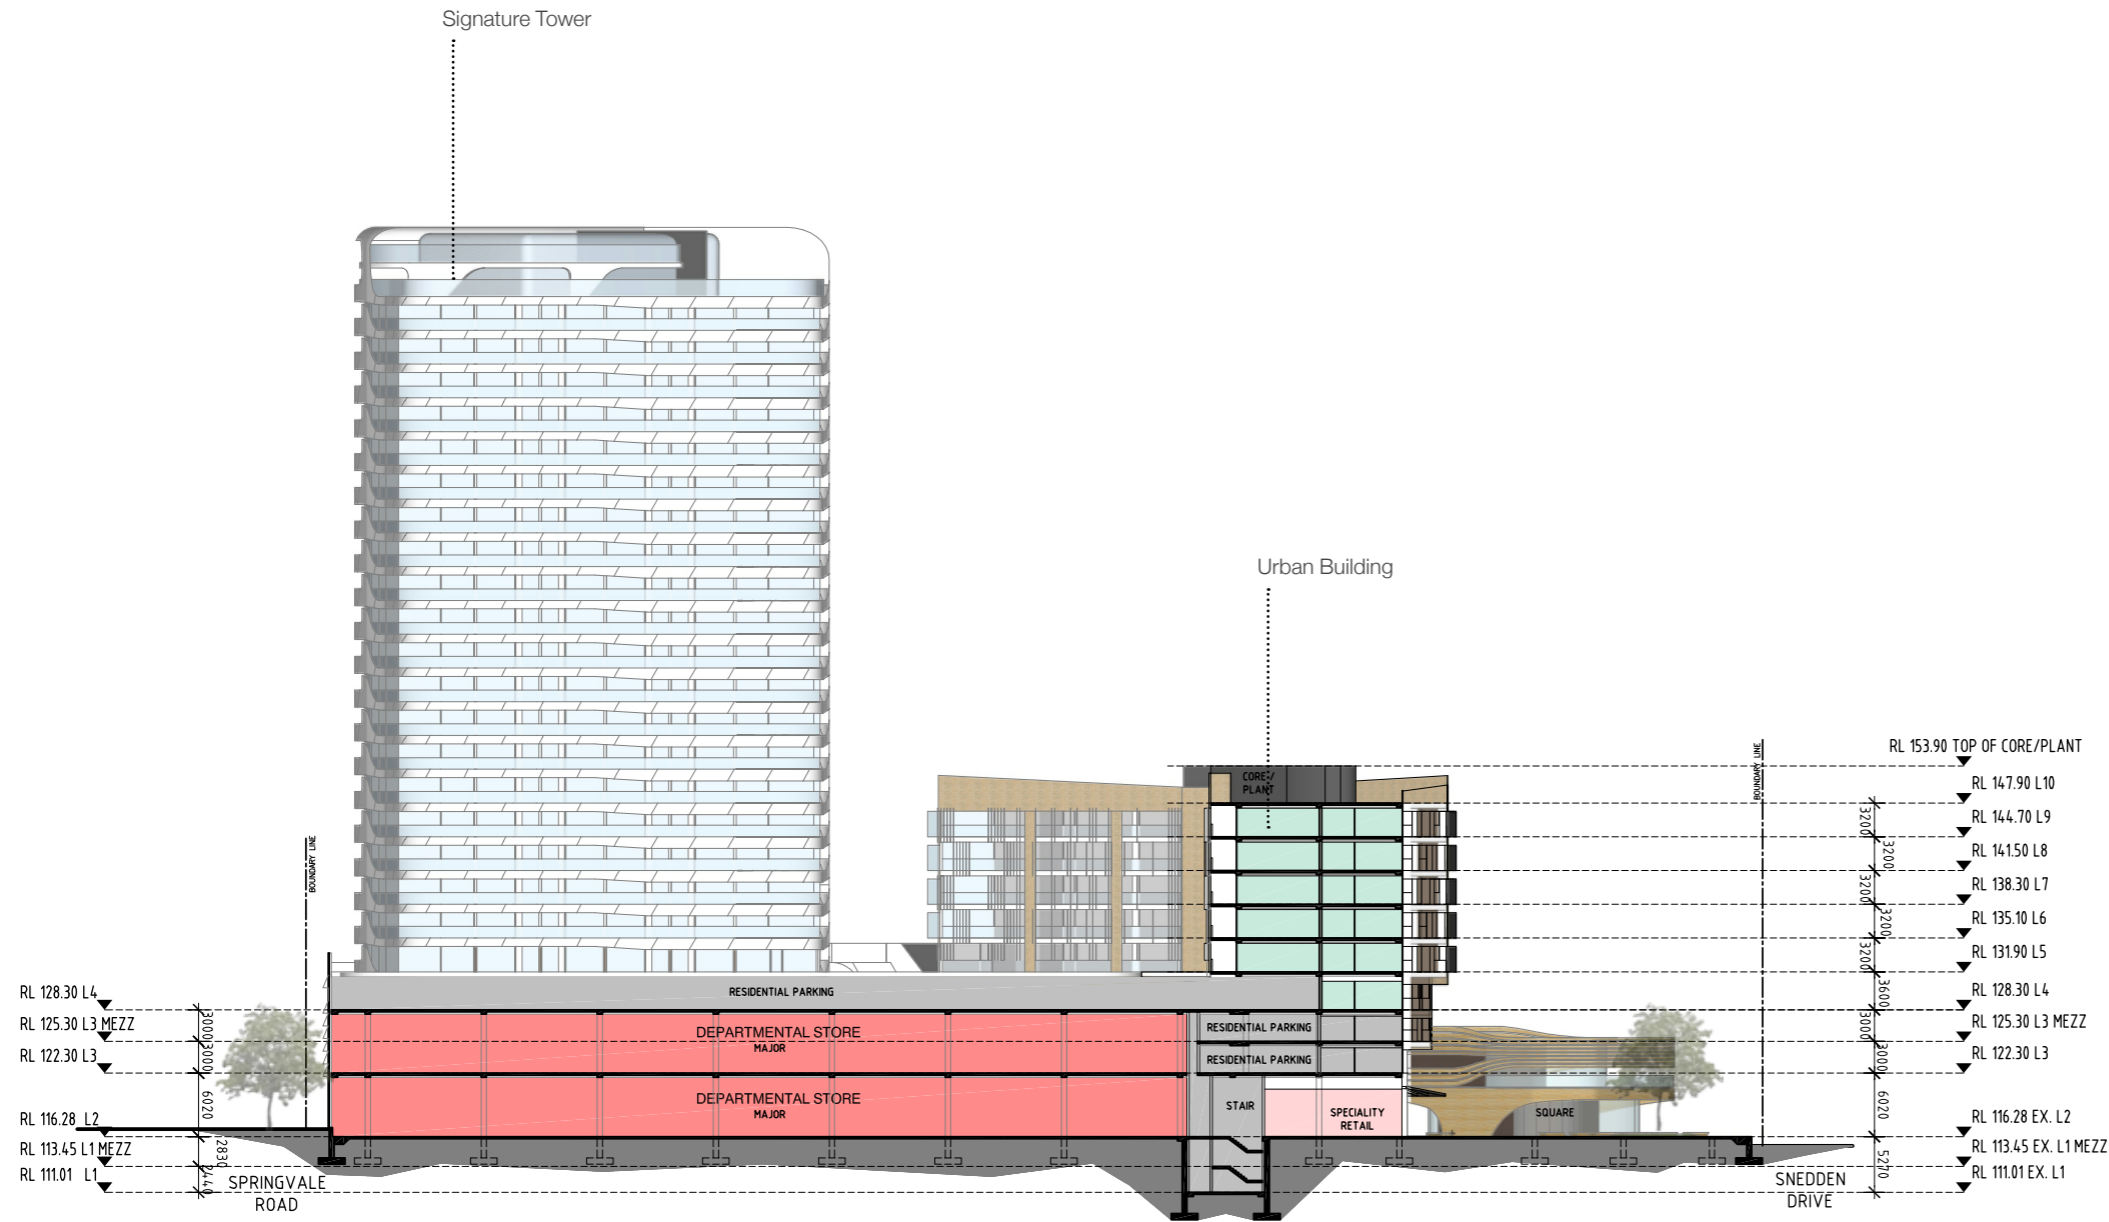 Signature Tower
Urban Building
BOUNDARY LINE
BOUNDARY LINE
RL 153.90 TOP OF CORE/PLANT
RL 147.90 L10
RL 144.70 L9
RL 141.50 L8
RL 138.30 L7
RL 135.10 L6
RL 131.90 L5
RL 128.30 L4
RL 125.30 L3 MEZZ
RL 122.30 L3
RL 116.28 EX. L2
RL 113.45 EX. L1 MEZZ
RL 111.01 EX. L1
3200
3200
3200
3200
3200
3600
3000
3000
6020
5270
CORE /
PLANT
RL 128.30 L4
RL 125.30 L3 MEZZ
RL 122.30 L3
RL 116.28 L2
RL 113.45 L1 MEZZ
RL 111.01 L1
3000
3000
6020
2830
2440
RESIDENTIAL PARKING
DEPARTMENTAL STORE
MAJOR
RESIDENTIAL PARKING
RESIDENTIAL PARKING
DEPARTMENTAL STORE
MAJOR
STAIR
SPECIALITY
RETAIL
SQUARE
SPRINGVALE
ROAD
SNEDDEN
DRIVE